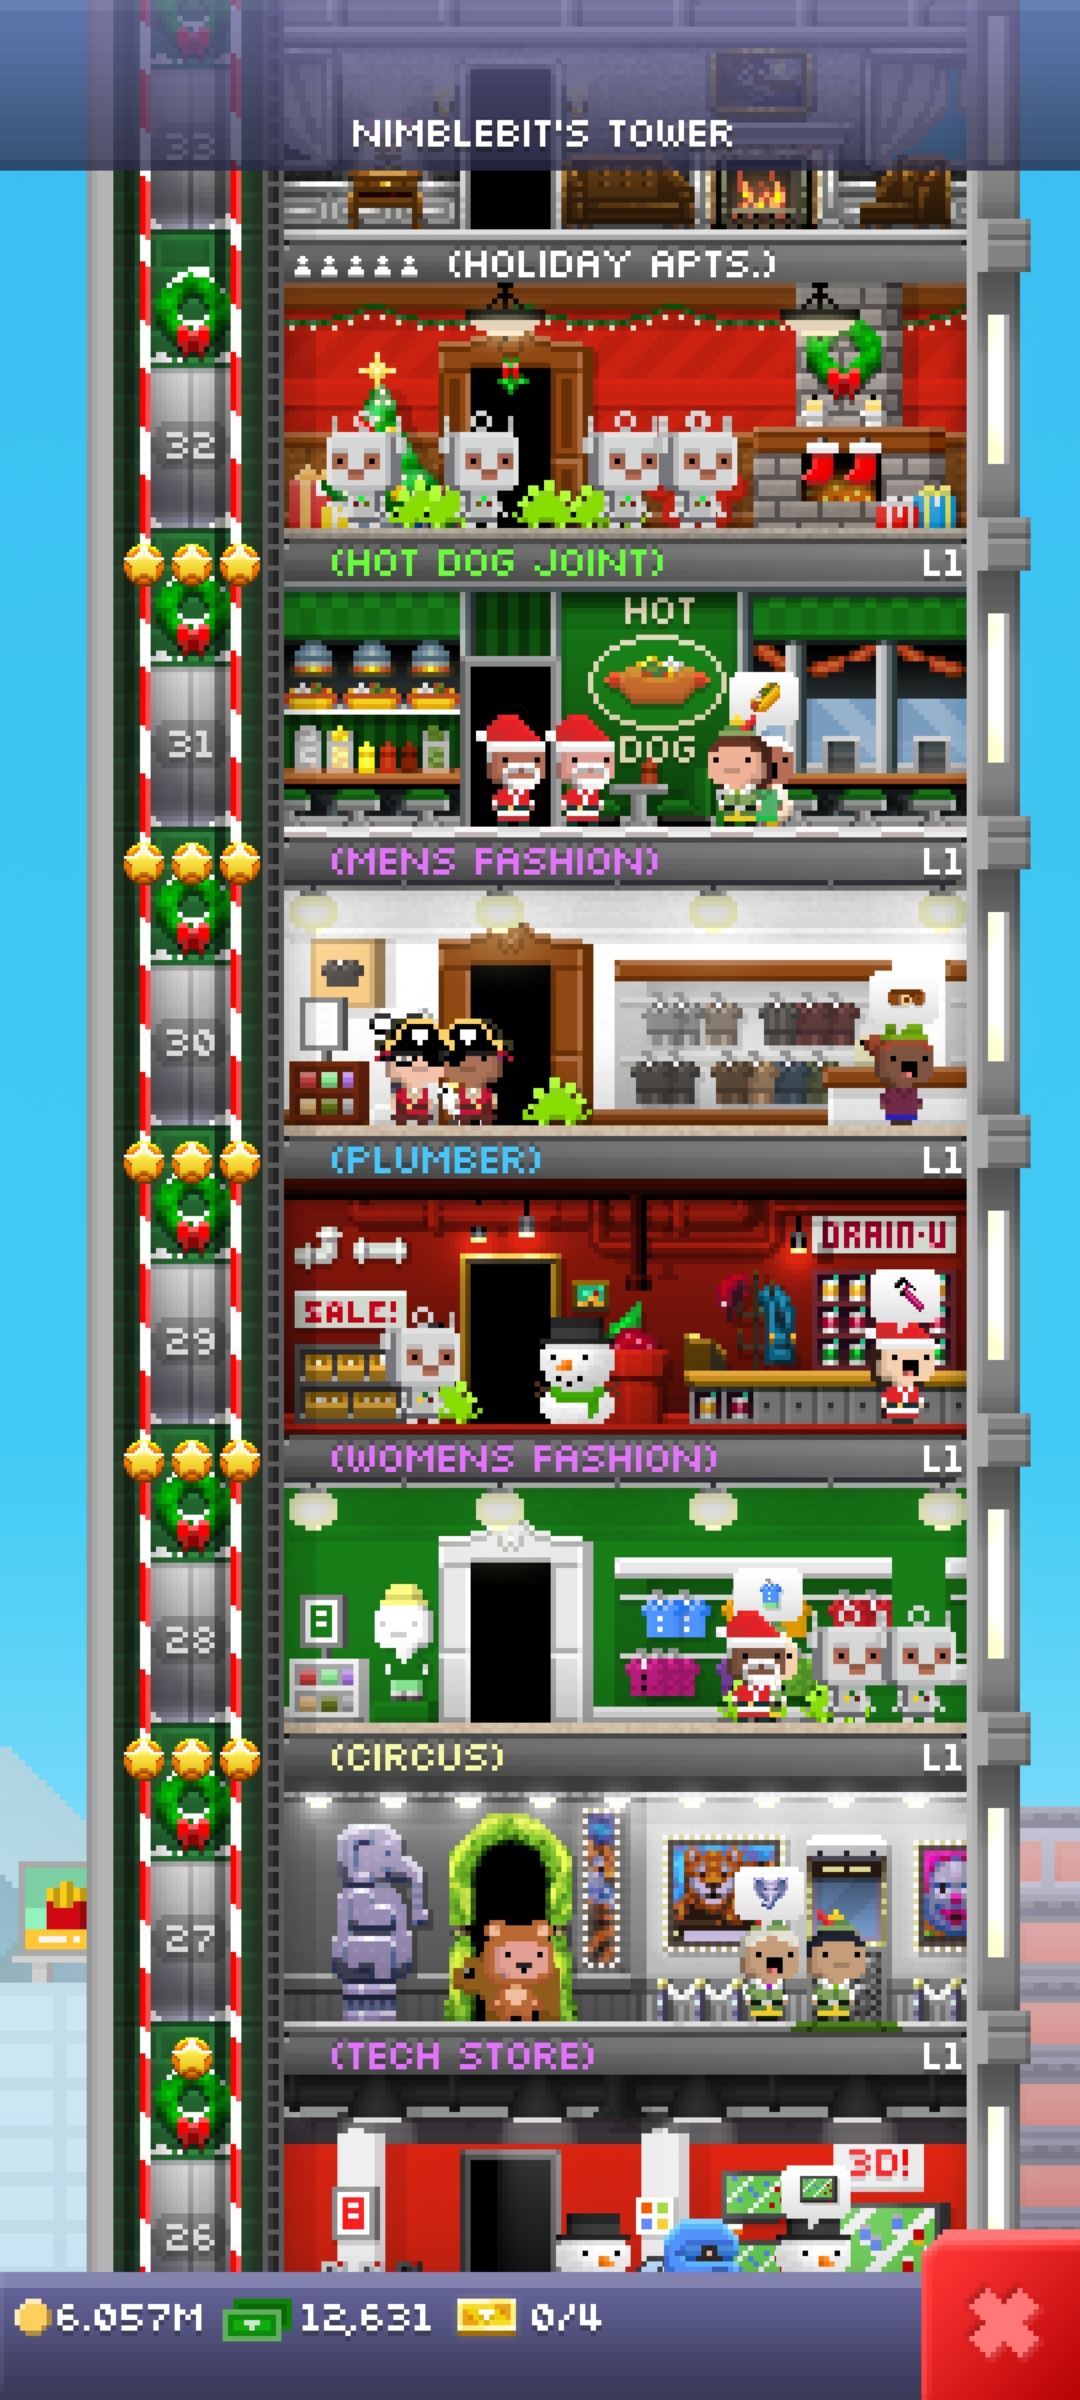 33
NIMBLEBIT'S TOWER
(HOLIDAY APTS.)
32
(HOT DOG JOINT) L1
HOT
DOG
31
(MENS FASHION) L1
30
(PLUMBER) L1
DRAIN-U
SALE!
29
(WOMENS FASHION) L1
8
28
(CIRCUS) L1
27
(TECH STORE) L1
3D!
8
26
6.057M 12,631 0/4